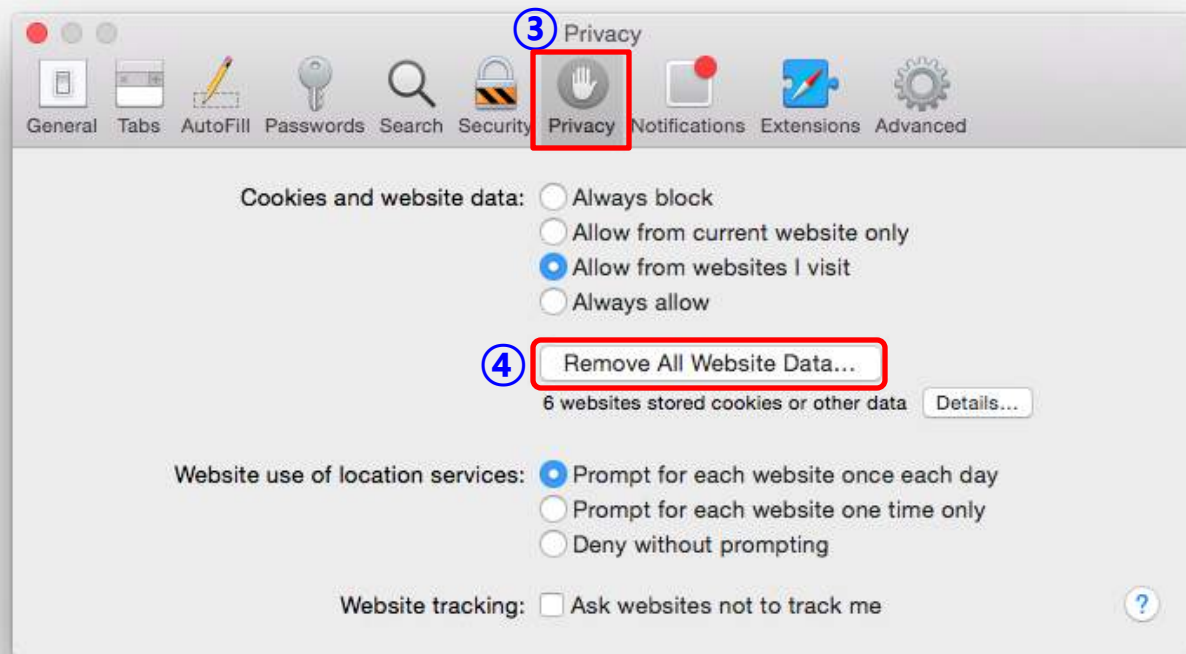 ③ Privacy
General Tabs AutoFill Passwords Search Security Privacy Notifications Extensions Advanced
Cookies and website data: Always block
Allow from current website only
Allow from websites I visit
Always allow
④ Remove All Website Data...
6 websites stored cookies or other data Details...
Website use of location services: Prompt for each website once each day
Prompt for each website one time only
Deny without prompting
Website tracking: Ask websites not to track me ?